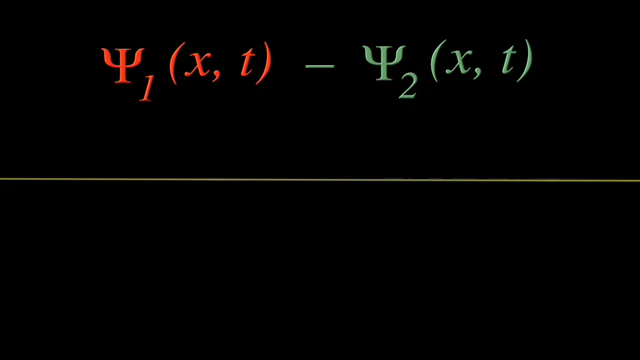 Ψ₁(x, t) – Ψ₂(x, t)